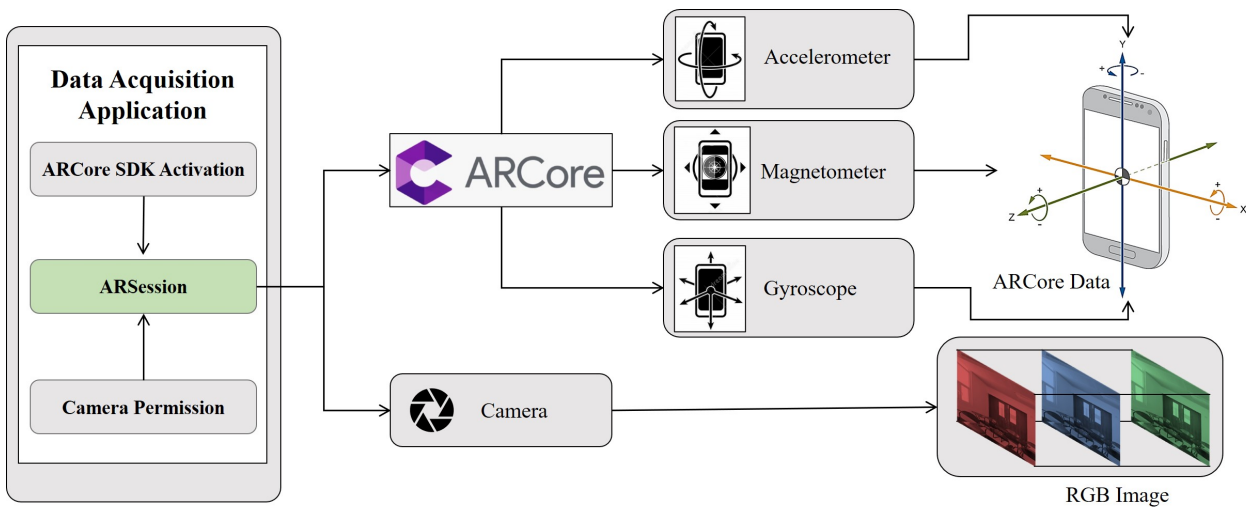 Data Acquisition
Application
ARCore SDK Activation
ARSession
Camera Permission
ARCore
Camera
Accelerometer
Magnetometer
Gyroscope
Y
+ -
+
-
Z
+
-
X
ARCore Data
RGB Image